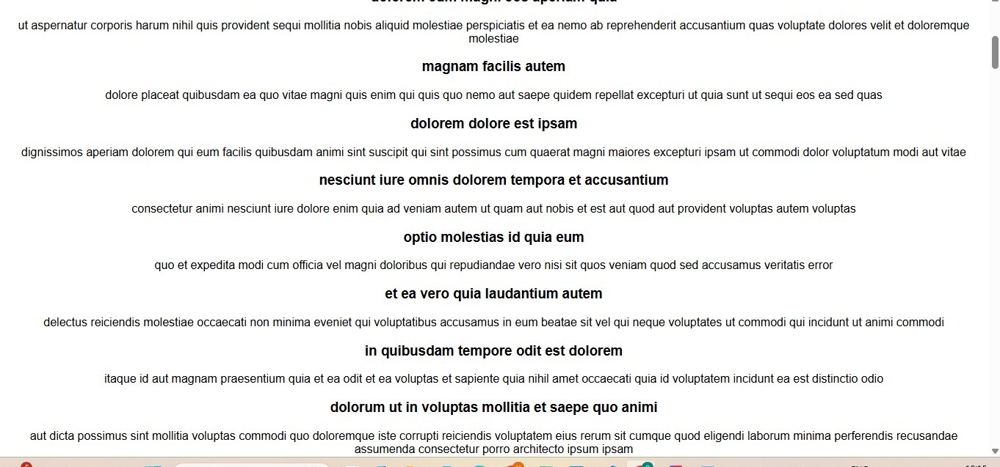 dolorem eum magni eos aperiam quia
ut aspernatur corporis harum nihil quis provident sequi mollitia nobis aliquid molestiae perspiciatis et ea nemo ab reprehenderit accusantium quas voluptate dolores velit et doloremque
molestiae
magnam facilis autem
dolore placeat quibusdam ea quo vitae magni quis enim qui quis quo nemo aut saepe quidem repellat excepturi ut quia sunt ut sequi eos ea sed quas
dolorem dolore est ipsam
dignissimos aperiam dolorem qui eum facilis quibusdam animi sint suscipit qui sint possimus cum quaerat magni maiores excepturi ipsam ut commodi dolor voluptatum modi aut vitae
nesciunt iure omnis dolorem tempora et accusantium
consectetur animi nesciunt iure dolore enim quia ad veniam autem ut quam aut nobis et est aut quod aut provident voluptas autem voluptas
optio molestias id quia eum
quo et expedita modi cum officia vel magni doloribus qui repudiandae vero nisi sit quos veniam quod sed accusamus veritatis error
et ea vero quia laudantium autem
delectus reiciendis molestiae occaecati non minima eveniet qui voluptatibus accusamus in eum beatae sit vel qui neque voluptates ut commodi qui incidunt ut animi commodi
in quibusdam tempore odit est dolorem
itaque id aut magnam praesentium quia et ea odit et ea voluptas et sapiente quia nihil amet occaecati quia id voluptatem incidunt ea est distinctio odio
dolorum ut in voluptas mollitia et saepe quo animi
aut dicta possimus sint mollitia voluptas commodi quo doloremque iste corrupti reiciendis voluptatem eius rerum sit cumque quod eligendi laborum minima perferendis recusandae
assumenda consectetur porro architecto ipsum ipsam